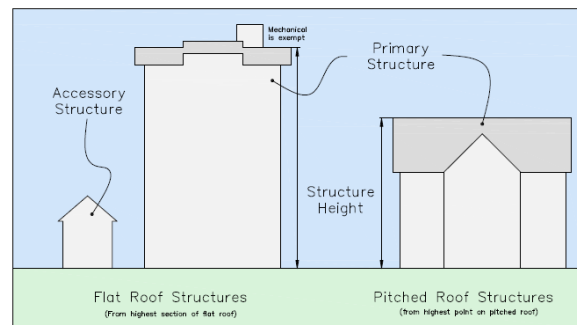 Mechanical
is exempt
Primary
Structure
Accessory
Structure
Structure
Height
Flat Roof Structures
(From highest section of flat roof)
Pitched Roof Structures
(from highest point on pitched roof)